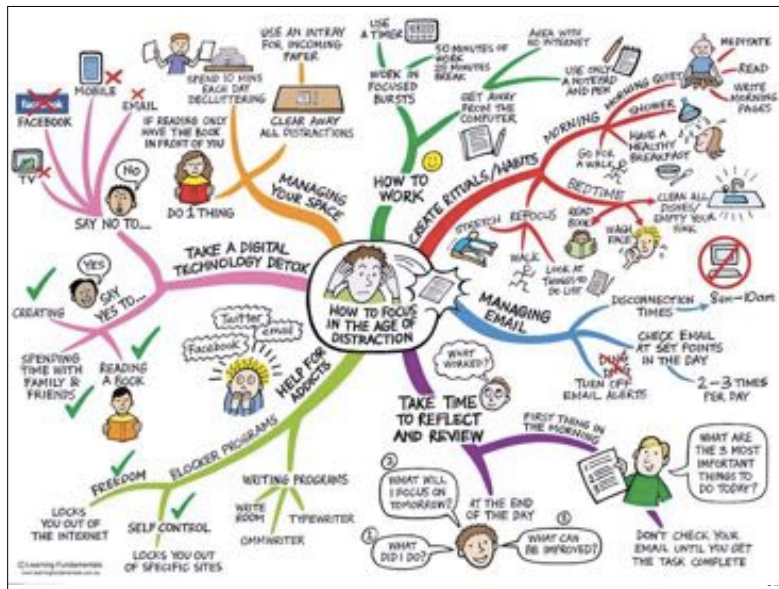 HOW TO FOCUS
IN THE AGE OF
DISTRACTION
HOW TO WORK
WORK IN
FOCUSED
BURSTS
USE
A TIMER
50 MINUTES OF
WORK
GET AWAY
FROM THE
COMPUTER
AREA WITH
NO INTERNET
USE ONLY
A NOTEPAD
AND PEN
CREATE RITUALS/HABITS
MORNING
MORNING QUIET
MEDITATE
READ
WRITE
MORNING
PAGES
SHOWER
HAVE A
HEALTHY
BREAKFAST
GO FOR
A WALK
BEDTIME
CLEAN ALL
DISHES/
EMPTY YOUR
SINK
WASH
FACE
READ
BOOK
REFOCUS
STRETCH
WALK
LOOK AT
THINGS TO
DO LIST
MANAGING
EMAIL
DISCONNECTION
TIMES
8am-10am
CHECK EMAIL
AT SET POINTS
IN THE DAY
2-3 TIMES
PER DAY
DING
DING
TURN OFF
EMAIL ALERTS
TAKE TIME
TO REFLECT
AND REVIEW
WHAT
WORKED?
FIRST THING IN
THE MORNING
WHAT ARE
THE 3 MOST
IMPORTANT
THINGS TO
DO TODAY?
DON'T CHECK YOUR
EMAIL UNTIL YOU GET
THE TASK COMPLETE
AT THE END
OF THE DAY
1
WHAT
DID I DO?
2
WHAT WILL
I FOCUS ON
TOMORROW?
3
WHAT CAN
BE IMPROVED?
HELP FOR
ADDICTS
Twitter
email
Facebook
BLOCKER PROGRAMS
FREEDOM
LOCKS
YOU OUT OF
THE INTERNET
SELF CONTROL
LOCKS YOU OUT
OF SPECIFIC SITES
WRITING PROGRAMS
WRITE
ROOM
OMMWRITER
TYPEWRITER
TAKE A DIGITAL
TECHNOLOGY DETOX
NO
SAY NO TO...
TV
facebook
FACEBOOK
MOBILE
EMAIL
YES
SAY
YES TO...
CREATING
SPENDING
TIME WITH
FAMILY &
FRIENDS
READING
A BOOK
MANAGING
YOUR SPACE
SPEND 10 MINS
EACH DAY
DECLUTTERING
USE AN INTRAY
FOR INCOMING
PAPER
CLEAR AWAY
ALL DISTRACTIONS
DO 1 THING
IF READING ONLY
HAVE THE BOOK
IN FRONT OF YOU
© Learning Fundamentals
www.learningfundamentals.com.au